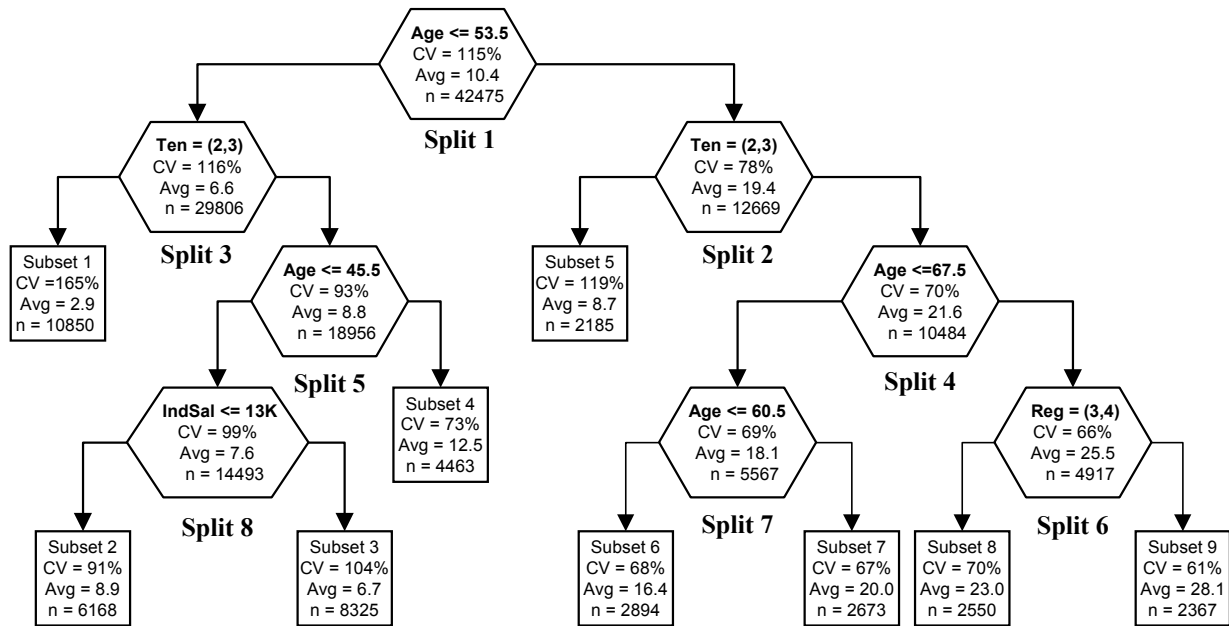 Age <= 53.5
CV = 115%
Avg = 10.4
n = 42475
Split 1
Ten = (2,3)
CV = 116%
Avg = 6.6
n = 29806
Split 3
Ten = (2,3)
CV = 78%
Avg = 19.4
n = 12669
Split 2
Subset 1
CV =165%
Avg = 2.9
n = 10850
Age <= 45.5
CV = 93%
Avg = 8.8
n = 18956
Split 5
Subset 5
CV = 119%
Avg = 8.7
n = 2185
Age <=67.5
CV = 70%
Avg = 21.6
n = 10484
Split 4
IndSal <= 13K
CV = 99%
Avg = 7.6
n = 14493
Split 8
Subset 4
CV = 73%
Avg = 12.5
n = 4463
Age <= 60.5
CV = 69%
Avg = 18.1
n = 5567
Split 7
Reg = (3,4)
CV = 66%
Avg = 25.5
n = 4917
Split 6
Subset 2
CV = 91%
Avg = 8.9
n = 6168
Subset 3
CV = 104%
Avg = 6.7
n = 8325
Subset 6
CV = 68%
Avg = 16.4
n = 2894
Subset 7
CV = 67%
Avg = 20.0
n = 2673
Subset 8
CV = 70%
Avg = 23.0
n = 2550
Subset 9
CV = 61%
Avg = 28.1
n = 2367